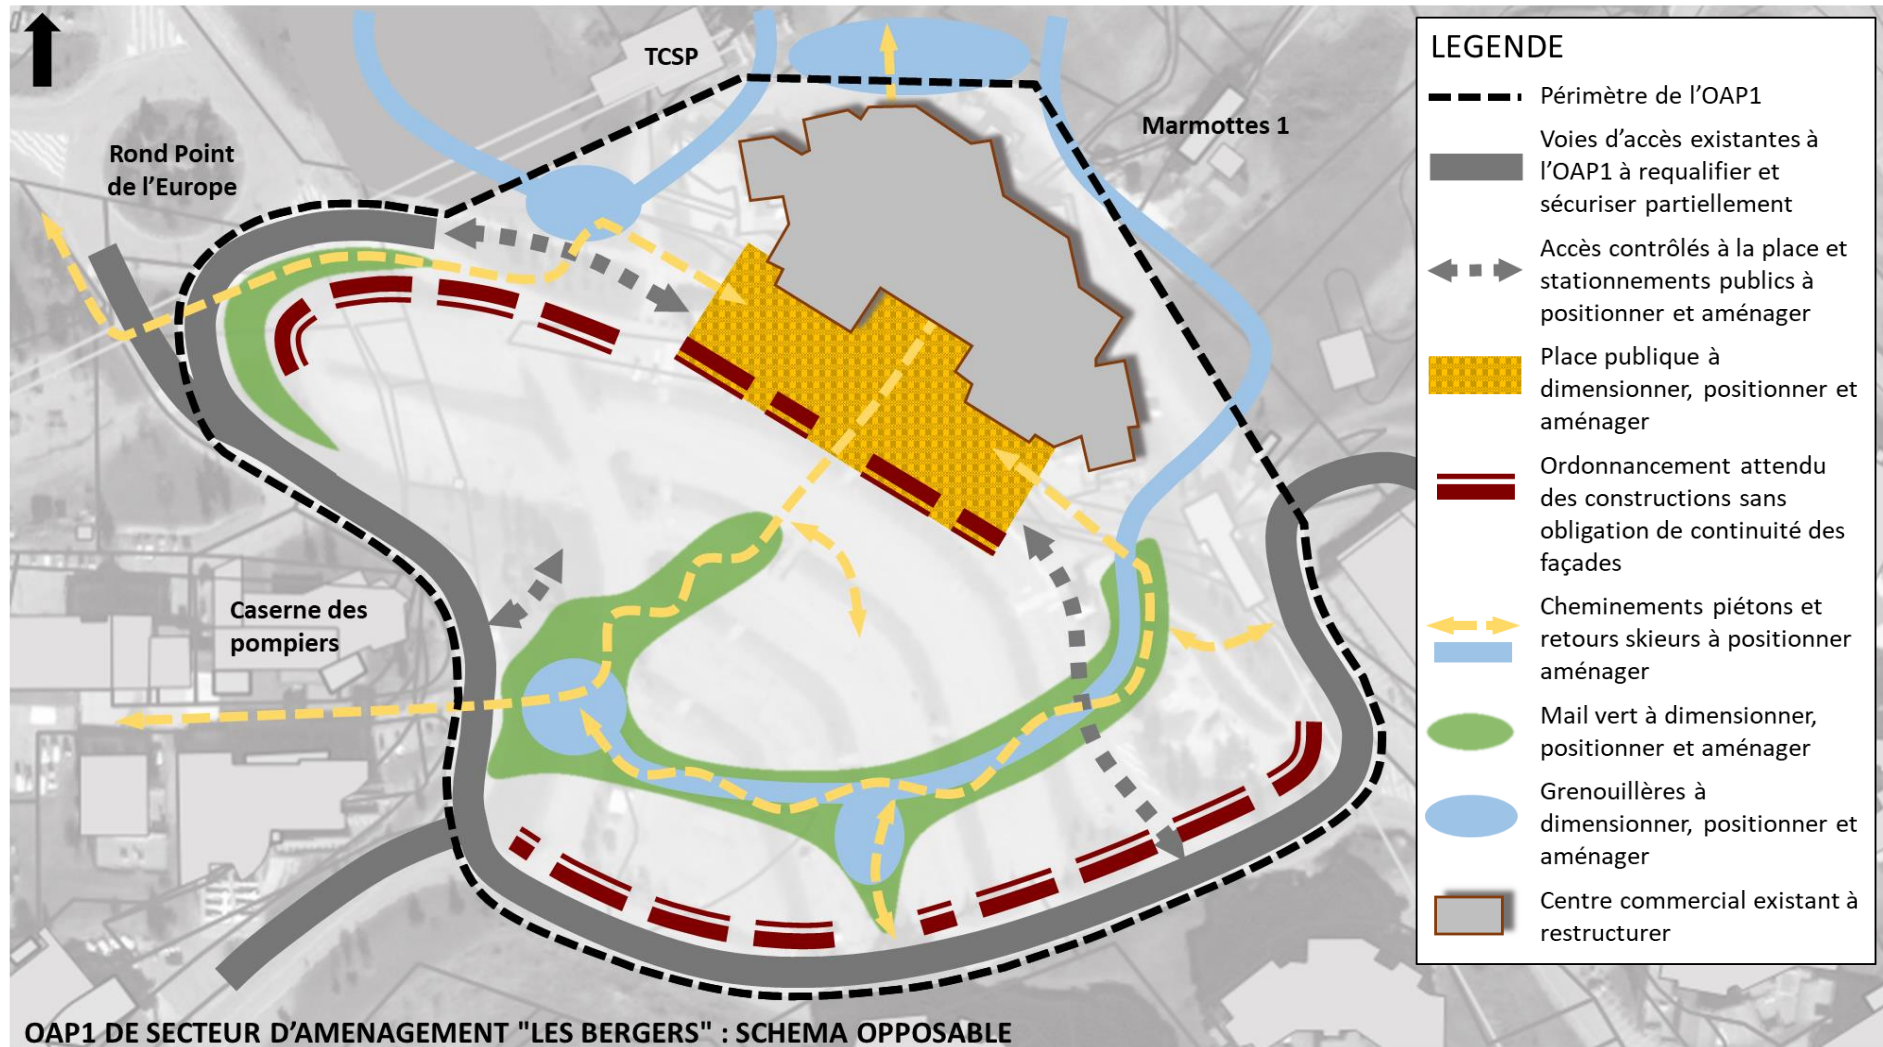 TCSP
Marmottes 1
Rond Point
de l’Europe
Caserne des
pompiers
OAP1 DE SECTEUR D’AMENAGEMENT "LES BERGERS" : SCHEMA OPPOSABLE
LEGENDE
Périmètre de l’OAP1
Voies d’accès existantes à
l’OAP1 à requalifier et
sécuriser partiellement
Accès contrôlés à la place et
stationnements publics à
positionner et aménager
Place publique à
dimensionner, positionner et
aménager
Ordonnancement attendu
des constructions sans
obligation de continuité des
façades
Cheminements piétons et
retours skieurs à positionner
aménager
Mail vert à dimensionner,
positionner et aménager
Grenouillères à
dimensionner, positionner et
aménager
Centre commercial existant à
restructurer